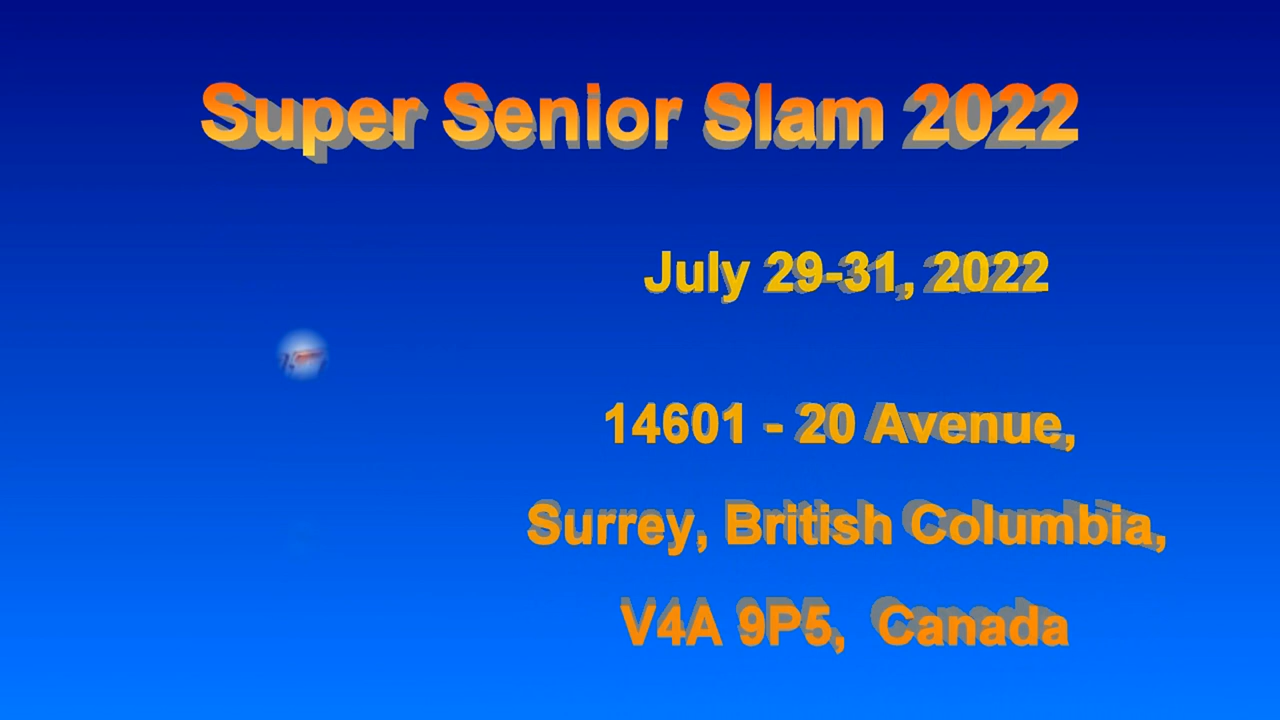 Super Senior Slam 2022
July 29-31, 2022
14601 - 20 Avenue,
Surrey, British Columbia,
V4A 9P5, Canada